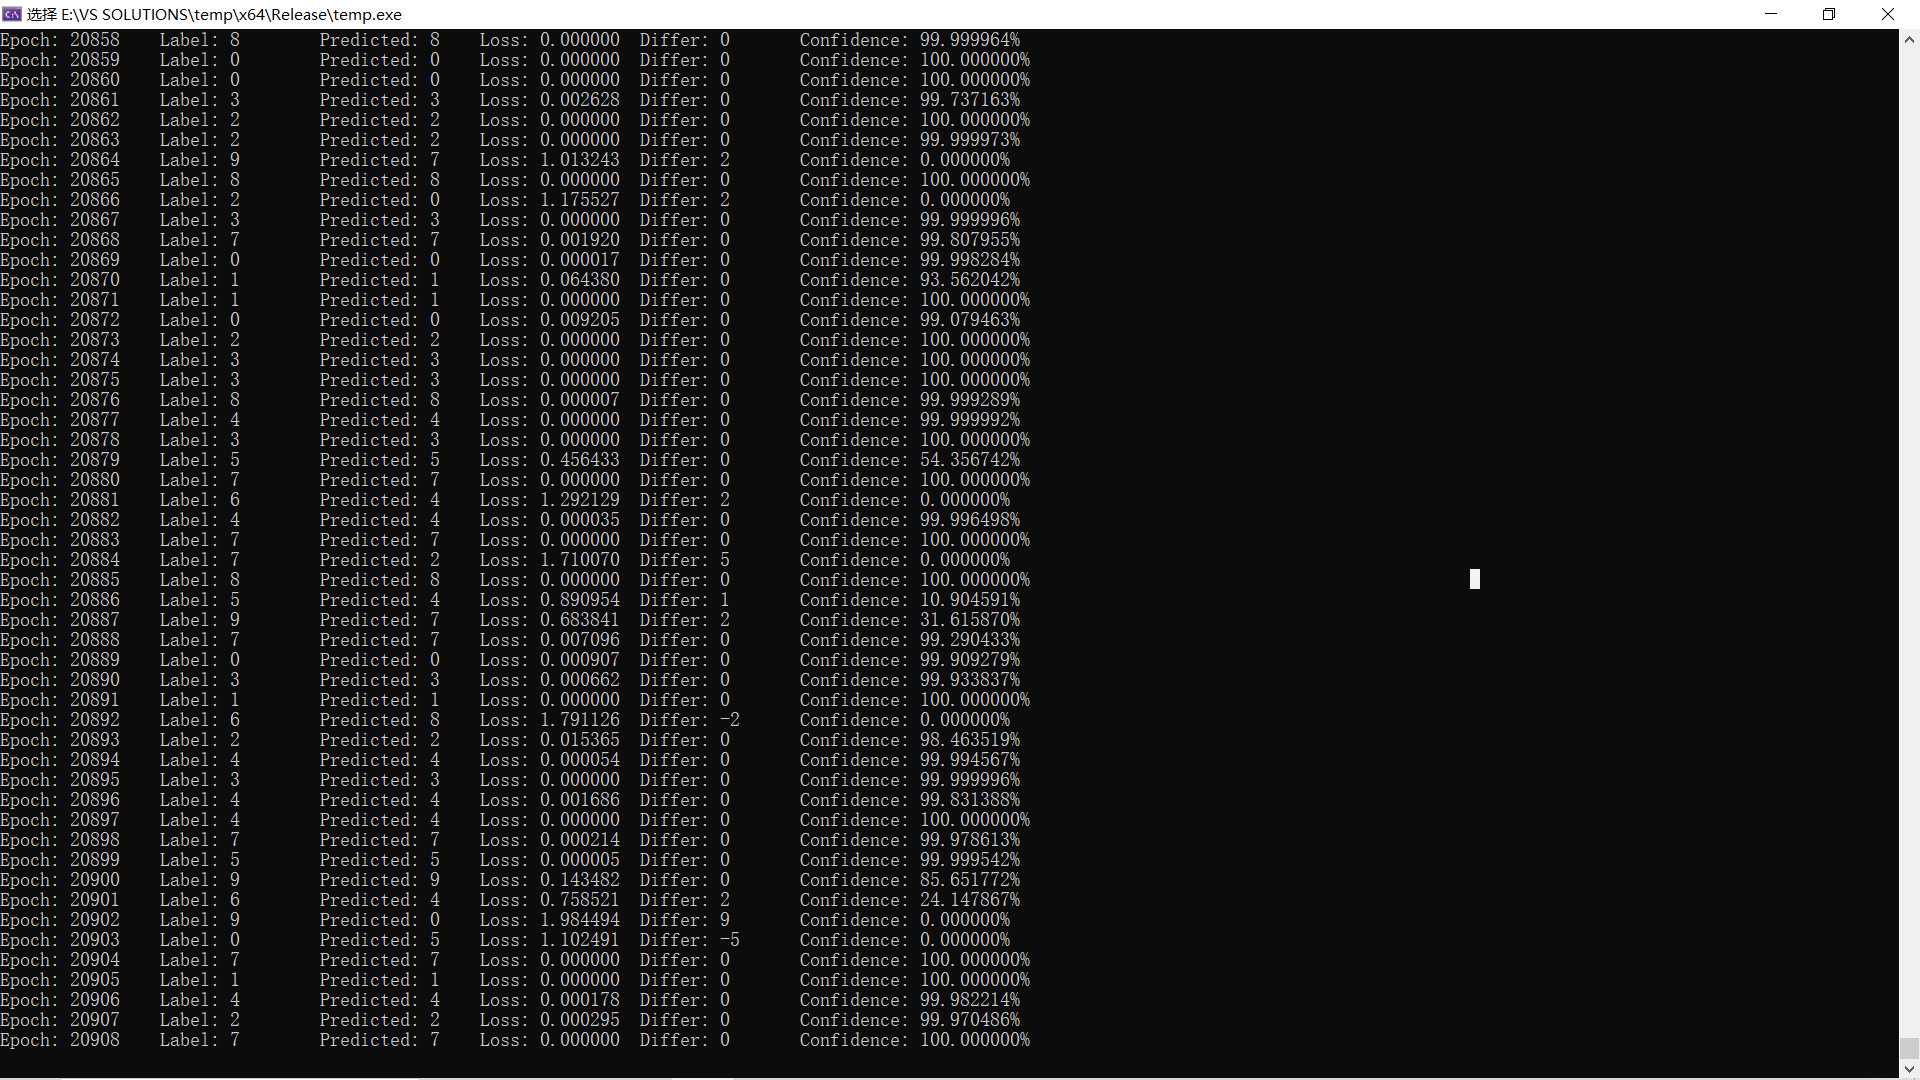 选择 E:\VS SOLUTIONS\temp\x64\Release\temp.exe
Epoch: 20858 Label: 8 Predicted: 8 Loss: 0.000000 Differ: 0 Confidence: 99.999964%
Epoch: 20859 Label: 0 Predicted: 0 Loss: 0.000000 Differ: 0 Confidence: 100.000000%
Epoch: 20860 Label: 0 Predicted: 0 Loss: 0.000000 Differ: 0 Confidence: 100.000000%
Epoch: 20861 Label: 3 Predicted: 3 Loss: 0.002628 Differ: 0 Confidence: 99.737163%
Epoch: 20862 Label: 2 Predicted: 2 Loss: 0.000000 Differ: 0 Confidence: 100.000000%
Epoch: 20863 Label: 2 Predicted: 2 Loss: 0.000000 Differ: 0 Confidence: 99.999973%
Epoch: 20864 Label: 9 Predicted: 7 Loss: 1.013243 Differ: 2 Confidence: 0.000000%
Epoch: 20865 Label: 8 Predicted: 8 Loss: 0.000000 Differ: 0 Confidence: 100.000000%
Epoch: 20866 Label: 2 Predicted: 0 Loss: 1.175527 Differ: 2 Confidence: 0.000000%
Epoch: 20867 Label: 3 Predicted: 3 Loss: 0.000000 Differ: 0 Confidence: 99.999996%
Epoch: 20868 Label: 7 Predicted: 7 Loss: 0.001920 Differ: 0 Confidence: 99.807955%
Epoch: 20869 Label: 0 Predicted: 0 Loss: 0.000017 Differ: 0 Confidence: 99.998284%
Epoch: 20870 Label: 1 Predicted: 1 Loss: 0.064380 Differ: 0 Confidence: 93.562042%
Epoch: 20871 Label: 1 Predicted: 1 Loss: 0.000000 Differ: 0 Confidence: 100.000000%
Epoch: 20872 Label: 0 Predicted: 0 Loss: 0.009205 Differ: 0 Confidence: 99.079463%
Epoch: 20873 Label: 2 Predicted: 2 Loss: 0.000000 Differ: 0 Confidence: 100.000000%
Epoch: 20874 Label: 3 Predicted: 3 Loss: 0.000000 Differ: 0 Confidence: 100.000000%
Epoch: 20875 Label: 3 Predicted: 3 Loss: 0.000000 Differ: 0 Confidence: 100.000000%
Epoch: 20876 Label: 8 Predicted: 8 Loss: 0.000007 Differ: 0 Confidence: 99.999289%
Epoch: 20877 Label: 4 Predicted: 4 Loss: 0.000000 Differ: 0 Confidence: 99.999992%
Epoch: 20878 Label: 3 Predicted: 3 Loss: 0.000000 Differ: 0 Confidence: 100.000000%
Epoch: 20879 Label: 5 Predicted: 5 Loss: 0.456433 Differ: 0 Confidence: 54.356742%
Epoch: 20880 Label: 7 Predicted: 7 Loss: 0.000000 Differ: 0 Confidence: 100.000000%
Epoch: 20881 Label: 6 Predicted: 4 Loss: 1.292129 Differ: 2 Confidence: 0.000000%
Epoch: 20882 Label: 4 Predicted: 4 Loss: 0.000035 Differ: 0 Confidence: 99.996498%
Epoch: 20883 Label: 7 Predicted: 7 Loss: 0.000000 Differ: 0 Confidence: 100.000000%
Epoch: 20884 Label: 7 Predicted: 2 Loss: 1.710070 Differ: 5 Confidence: 0.000000%
Epoch: 20885 Label: 8 Predicted: 8 Loss: 0.000000 Differ: 0 Confidence: 100.000000%
Epoch: 20886 Label: 5 Predicted: 4 Loss: 0.890954 Differ: 1 Confidence: 10.904591%
Epoch: 20887 Label: 9 Predicted: 7 Loss: 0.683841 Differ: 2 Confidence: 31.615870%
Epoch: 20888 Label: 7 Predicted: 7 Loss: 0.007096 Differ: 0 Confidence: 99.290433%
Epoch: 20889 Label: 0 Predicted: 0 Loss: 0.000907 Differ: 0 Confidence: 99.909279%
Epoch: 20890 Label: 3 Predicted: 3 Loss: 0.000662 Differ: 0 Confidence: 99.933837%
Epoch: 20891 Label: 1 Predicted: 1 Loss: 0.000000 Differ: 0 Confidence: 100.000000%
Epoch: 20892 Label: 6 Predicted: 8 Loss: 1.791126 Differ: -2 Confidence: 0.000000%
Epoch: 20893 Label: 2 Predicted: 2 Loss: 0.015365 Differ: 0 Confidence: 98.463519%
Epoch: 20894 Label: 4 Predicted: 4 Loss: 0.000054 Differ: 0 Confidence: 99.994567%
Epoch: 20895 Label: 3 Predicted: 3 Loss: 0.000000 Differ: 0 Confidence: 99.999996%
Epoch: 20896 Label: 4 Predicted: 4 Loss: 0.001686 Differ: 0 Confidence: 99.831388%
Epoch: 20897 Label: 4 Predicted: 4 Loss: 0.000000 Differ: 0 Confidence: 100.000000%
Epoch: 20898 Label: 7 Predicted: 7 Loss: 0.000214 Differ: 0 Confidence: 99.978613%
Epoch: 20899 Label: 5 Predicted: 5 Loss: 0.000005 Differ: 0 Confidence: 99.999542%
Epoch: 20900 Label: 9 Predicted: 9 Loss: 0.143482 Differ: 0 Confidence: 85.651772%
Epoch: 20901 Label: 6 Predicted: 4 Loss: 0.758521 Differ: 2 Confidence: 24.147867%
Epoch: 20902 Label: 9 Predicted: 0 Loss: 1.984494 Differ: 9 Confidence: 0.000000%
Epoch: 20903 Label: 0 Predicted: 5 Loss: 1.102491 Differ: -5 Confidence: 0.000000%
Epoch: 20904 Label: 7 Predicted: 7 Loss: 0.000000 Differ: 0 Confidence: 100.000000%
Epoch: 20905 Label: 1 Predicted: 1 Loss: 0.000000 Differ: 0 Confidence: 100.000000%
Epoch: 20906 Label: 4 Predicted: 4 Loss: 0.000178 Differ: 0 Confidence: 99.982214%
Epoch: 20907 Label: 2 Predicted: 2 Loss: 0.000295 Differ: 0 Confidence: 99.970486%
Epoch: 20908 Label: 7 Predicted: 7 Loss: 0.000000 Differ: 0 Confidence: 100.000000%